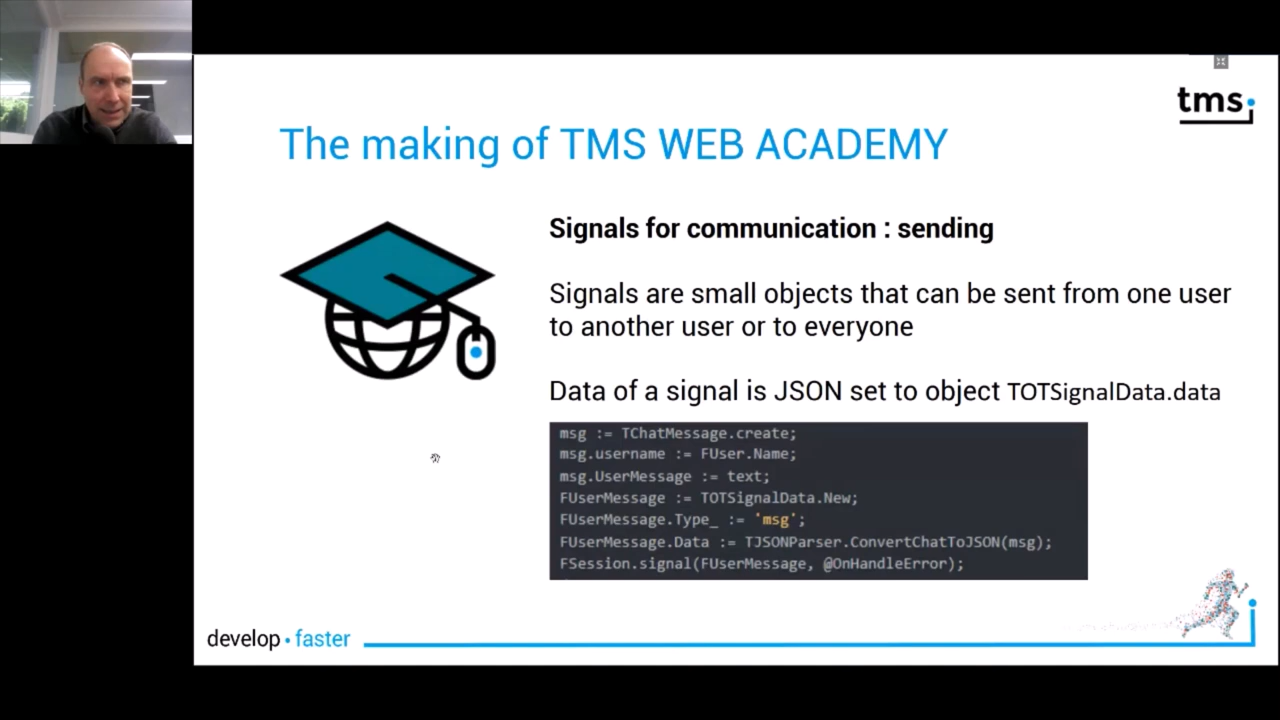 tms
The making of TMS WEB ACADEMY
Signals for communication : sending
Signals are small objects that can be sent from one user
to another user or to everyone
Data of a signal is JSON set to object TOTSignalData.data
msg := TChatMessage.create;
msg.username := FUser.Name;
msg.UserMessage := text;
FUserMessage := TOTSignalData.New;
FUserMessage.Type_ := 'msg';
FUserMessage.Data := TJSONParser.ConvertChatToJSON(msg);
FSession.signal(FUserMessage, @OnHandleError);
develop • faster